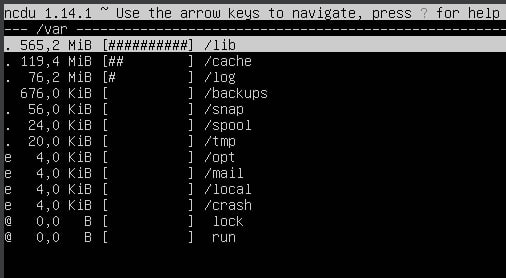 ncdu 1.14.1 ~ Use the arrow keys to navigate, press ? for help
--- /var ---------------------------------------------------------
. 565,2 MiB [##########] /lib
. 119,4 MiB [##        ] /cache
.  76,2 MiB [#         ] /log
  676,0 KiB [          ] /backups
.  56,0 KiB [          ] /snap
.  24,0 KiB [          ] /spool
.  20,0 KiB [          ] /tmp
e   4,0 KiB [          ] /opt
e   4,0 KiB [          ] /mail
e   4,0 KiB [          ] /local
e   4,0 KiB [          ] /crash
@   0,0   B [          ]  lock
@   0,0   B [          ]  run